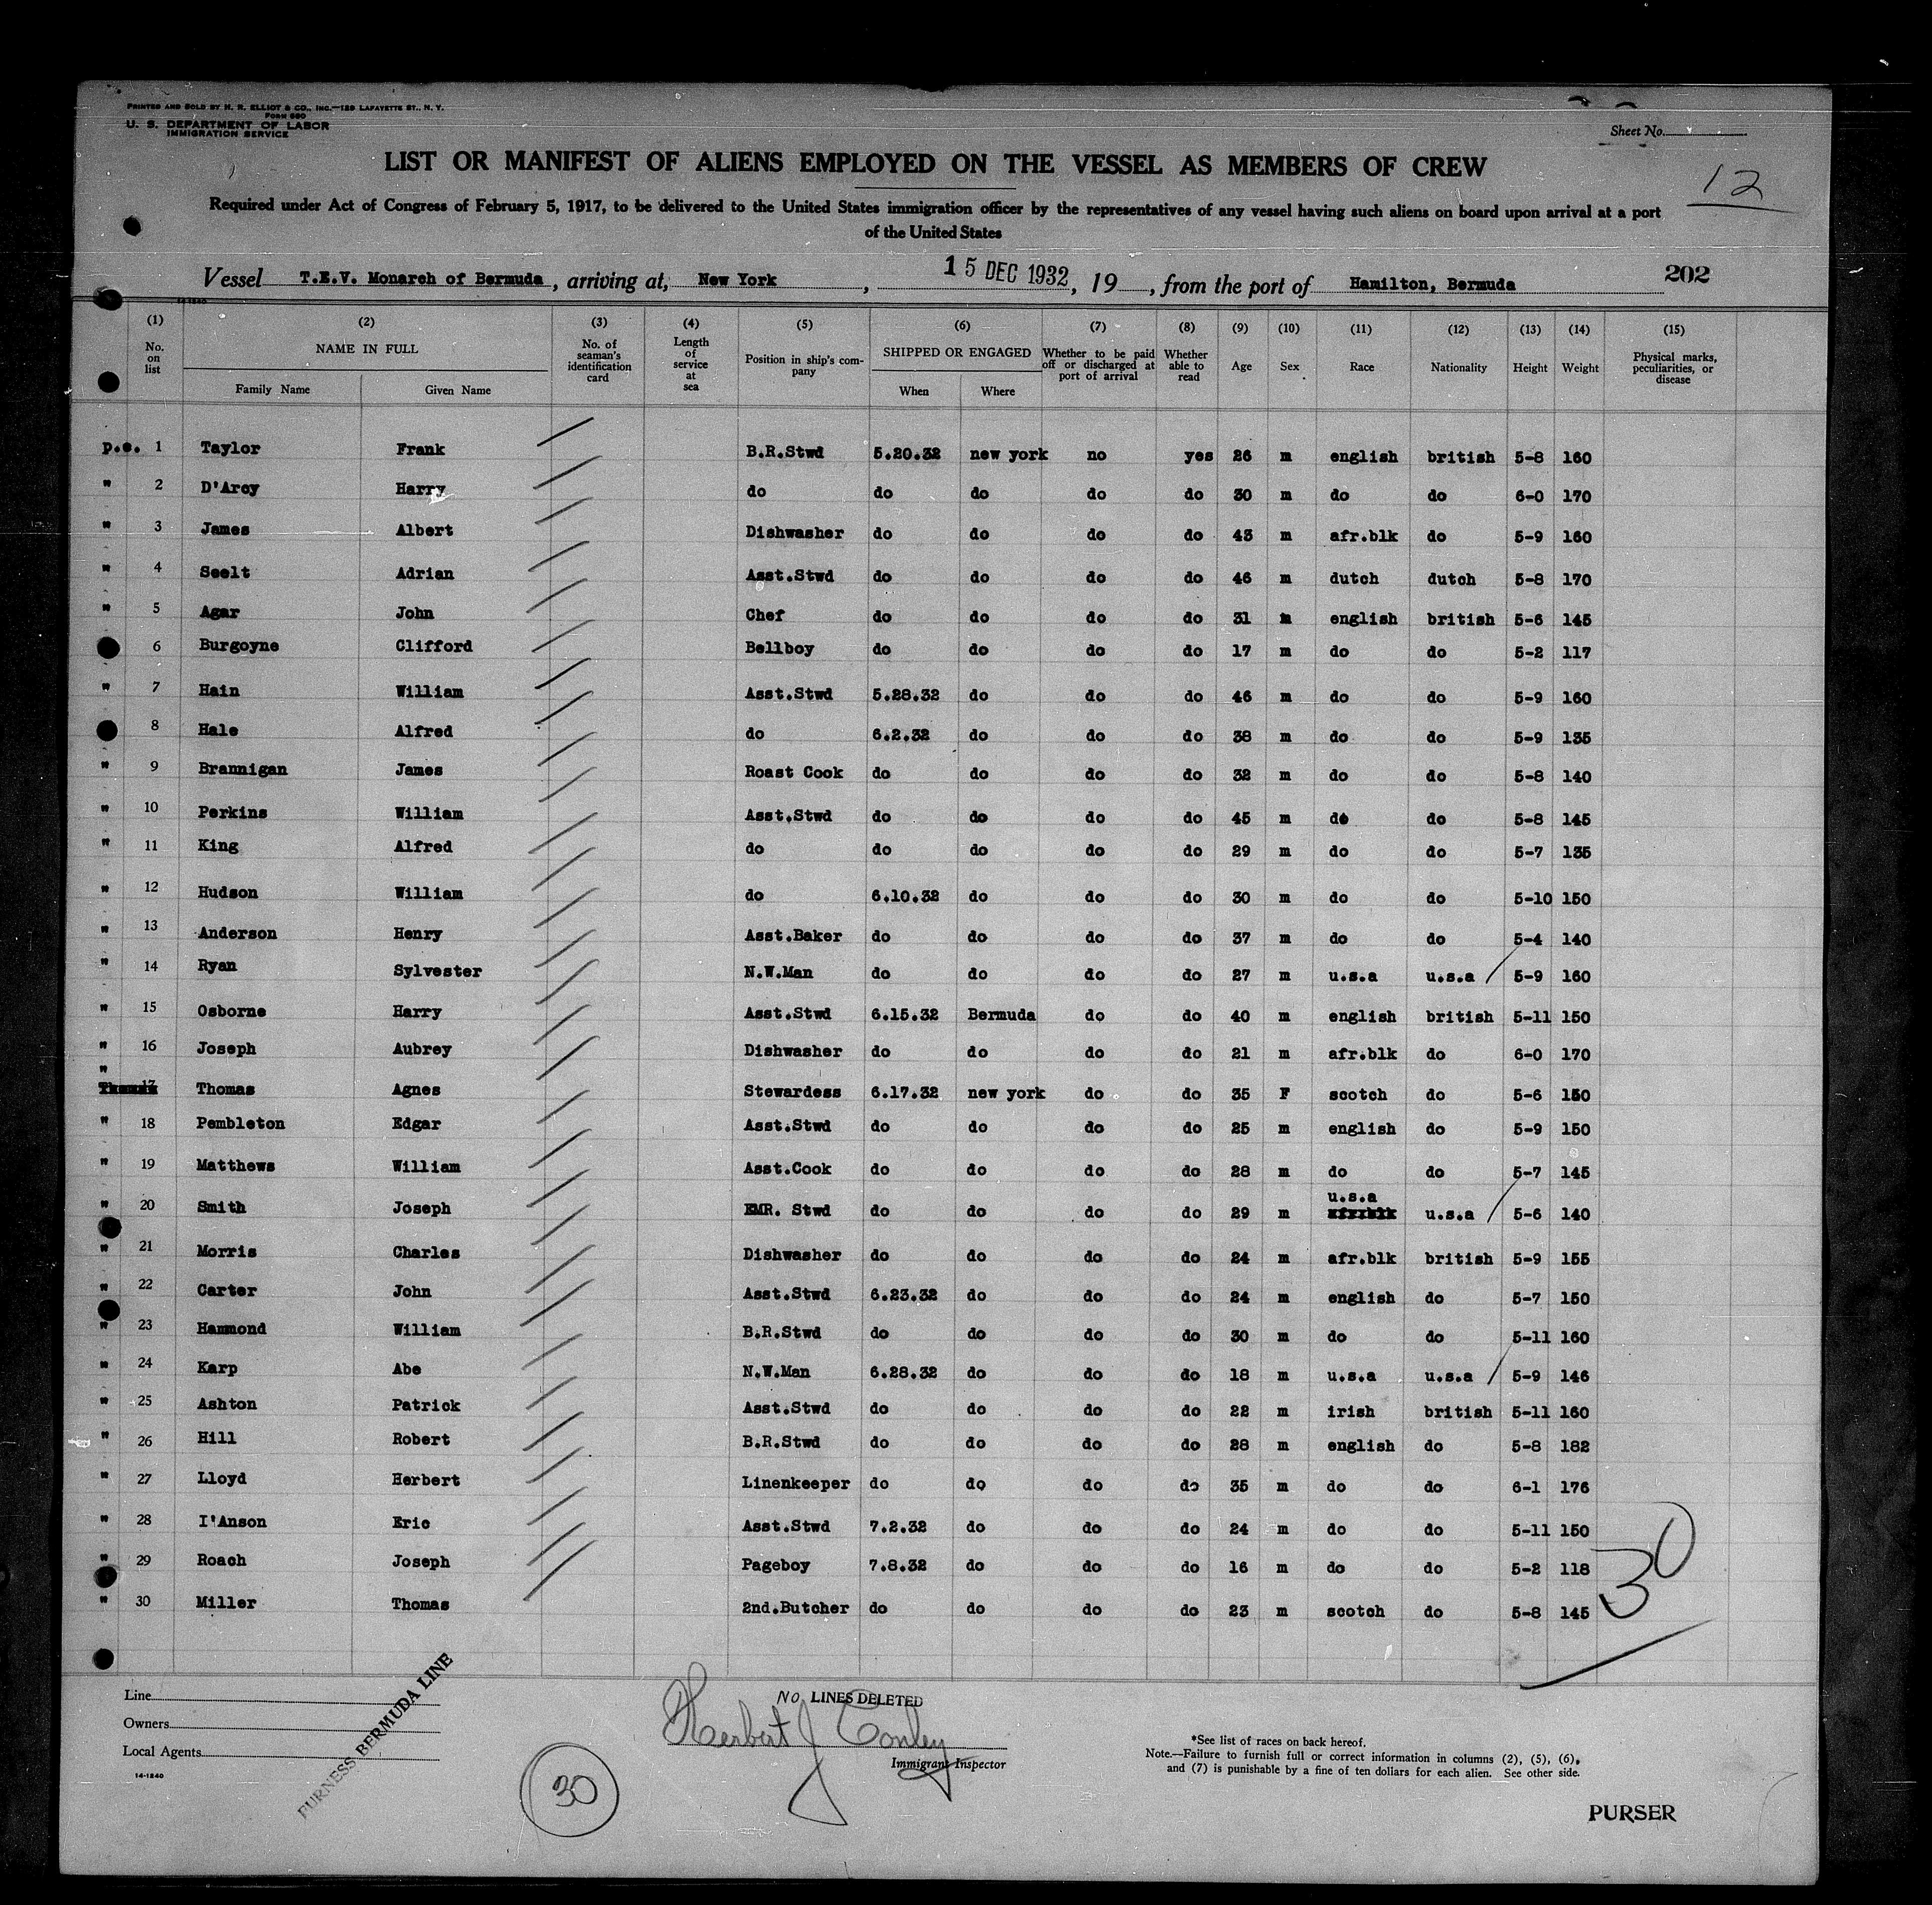 PRINTED AND SOLD BY H. R. ELLIOT & CO., INC.—129 LAFAYETTE ST., N. Y.
FORM 680
U. S. DEPARTMENT OF LABOR
IMMIGRATION SERVICE
Sheet No.
LIST OR MANIFEST OF ALIENS EMPLOYED ON THE VESSEL AS MEMBERS OF CREW
12
Required under Act of Congress of February 5, 1917, to be delivered to the United States immigration officer by the representatives of any vessel having such aliens on board upon arrival at a port
of the United States
Vessel T.E.V. Monarch of Bermuda, arriving at, New York, 15 DEC 1932, 19 , from the port of Hamilton, Bermuda 202
14-1240
(1) (2) (3) (4) (5) (6) (7) (8) (9) (10) (11) (12) (13) (14) (15)
No. on list NAME IN FULL No. of seaman's identification card Length of service at sea Position in ship's company SHIPPED OR ENGAGED Whether to be paid off or discharged at port of arrival Whether able to read Age Sex Race Nationality Height Weight Physical marks, peculiarities, or disease
Family Name Given Name When Where
p.e. 1 Taylor Frank B.R.Stwd 5.20.32 new york no yes 26 m english british 5-8 160
" 2 D'Arcy Harry do do do do do 30 m do do 6-0 170
" 3 James Albert Dishwasher do do do do 43 m afr.blk do 5-9 160
" 4 Seelt Adrian Asst.Stwd do do do do 46 m dutch dutch 5-8 170
" 5 Agar John Chef do do do do 31 m english british 5-6 145
6 Burgoyne Clifford Bellboy do do do do 17 m do do 5-2 117
" 7 Hain William Asst.Stwd 5.28.32 do do do 46 m do do 5-9 160
8 Hale Alfred do 6.2.32 do do do 38 m do do 5-9 135
" 9 Brannigan James Roast Cook do do do do 32 m do do 5-8 140
" 10 Perkins William Asst.Stwd do do do do 45 m do do 5-8 145
" 11 King Alfred do do do do do 29 m do do 5-7 135
" 12 Hudson William do 6.10.32 do do do 30 m do do 5-10 150
" 13 Anderson Henry Asst.Baker do do do do 37 m do do 5-4 140
" 14 Ryan Sylvester N.W.Man do do do do 27 m u.s.a u.s.a 5-9 160
" 15 Osborne Harry Asst.Stwd 6.15.32 Bermuda do do 40 m english british 5-11 150
" 16 Joseph Aubrey Dishwasher do do do do 21 m afr.blk do 6-0 170
" 17 Thomas Agnes Stewardess 6.17.32 new york do do 35 F scotch do 5-6 150
" 18 Pembleton Edgar Asst.Stwd do do do do 25 m english do 5-9 150
" 19 Matthews William Asst.Cook do do do do 28 m do do 5-7 145
u.s.a
" 20 Smith Joseph EMR. Stwd do do do do 29 m afr.blk u.s.a 5-6 140
" 21 Morris Charles Dishwasher do do do do 24 m afr.blk british 5-9 155
" 22 Carter John Asst.Stwd 6.23.32 do do do 24 m english do 5-7 150
" 23 Hammond William B.R.Stwd do do do do 30 m do do 5-11 160
" 24 Karp Abe N.W.Man 6.28.32 do do do 18 m u.s.a u.s.a 5-9 146
" 25 Ashton Patrick Asst.Stwd do do do do 22 m irish british 5-11 160
" 26 Hill Robert B.R.Stwd do do do do 28 m english do 5-8 182
" 27 Lloyd Herbert Linenkeeper do do do do 35 m do do 6-1 176
" 28 I'Anson Eric Asst.Stwd 7.2.32 do do do 24 m do do 5-11 150
" 29 Roach Joseph Pageboy 7.8.32 do do do 16 m do do 5-2 118
" 30 Miller Thomas 2nd.Butcher do do do do 23 m scotch do 5-8 145
30
Line
Owners
Local Agents
14-1240
FURNESS BERMUDA LINE
30
No LINES DELETED
Herbert J Conley
Immigrant Inspector
*See list of races on back hereof.
Note.—Failure to furnish full or correct information in columns (2), (5), (6),
and (7) is punishable by a fine of ten dollars for each alien. See other side.
PURSER